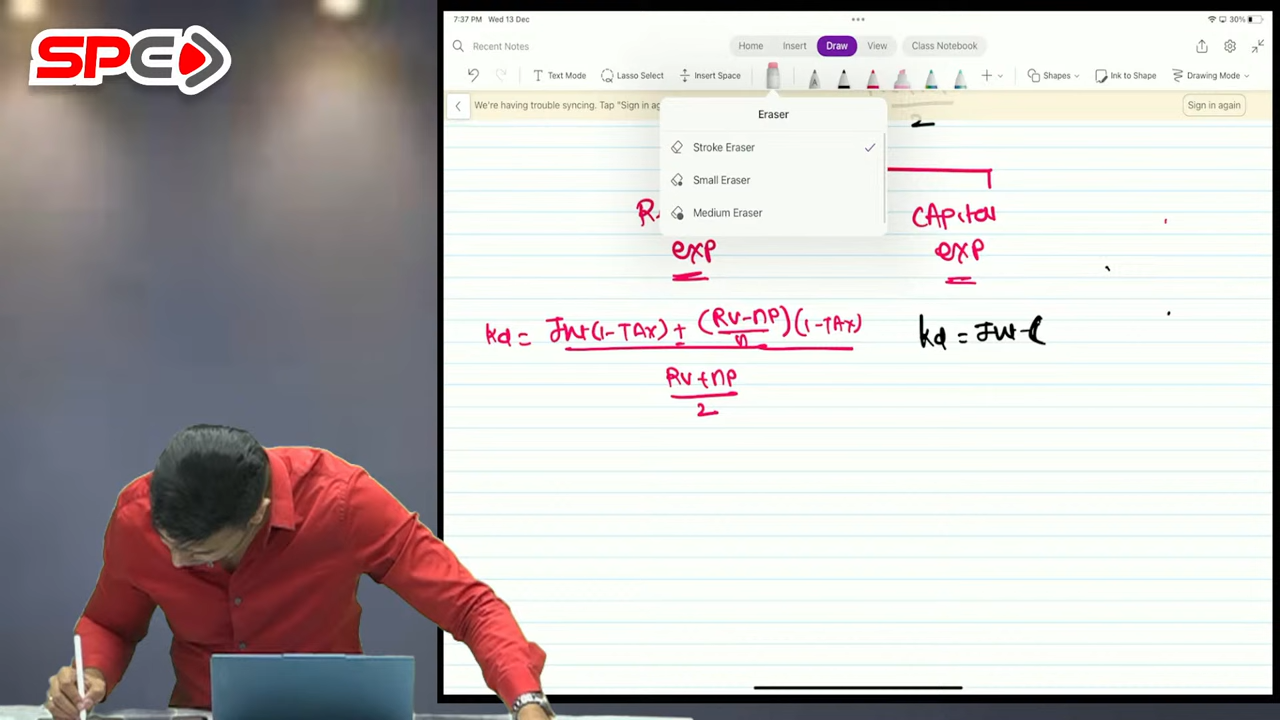 SPE
7:37 PM Wed 13 Dec
30%
Recent Notes
Home Insert Draw View Class Notebook
Text Mode Lasso Select Insert Space Shapes Ink to Shape Drawing Mode
We're having trouble syncing. Tap "Sign in ag
Sign in again
Eraser
Stroke Eraser
Small Eraser
Medium Eraser
2
R
CApital
exp
exp
Kd = Int(1-TAx) ± (RV-NP)(1-TAx)
n
RV+NP
2
Kd = Int-(